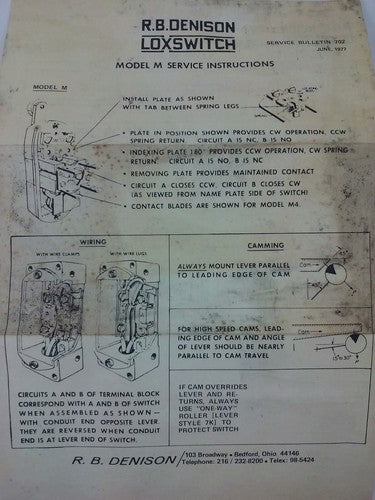 R.B. DENISON
LOXSWITCH
SERVICE BULLETIN 702
JUNE, 1977
MODEL M SERVICE INSTRUCTIONS
MODEL M
INSTALL PLATE AS SHOWN
WITH TAB BETWEEN SPRING LEGS
• PLATE IN POSITION SHOWN PROVIDES CW OPERATION, CCW
SPRING RETURN. CIRCUIT A IS NC, B IS NO
• INDEXING PLATE 180° PROVIDES CCW OPERATION, CW SPRING
RETURN. CIRCUIT A IS NO, B IS NC
• REMOVING PLATE PROVIDES MAINTAINED CONTACT
• CIRCUIT A CLOSES CCW, CIRCUIT B CLOSES CW
(AS VIEWED FROM NAME PLATE SIDE OF SWITCH)
• CONTACT BLADES ARE SHOWN FOR MODEL M4.
WIRING
WITH WIRE CLAMPS
WITH WIRE LUGS
CIRCUITS A AND B OF TERMINAL BLOCK
CORRESPOND WITH A AND B OF SWITCH
WHEN ASSEMBLED AS SHOWN —
WITH CONDUIT END OPPOSITE LEVER.
THEY ARE REVERSED WHEN CONDUIT
END IS AT LEVER END OF SWITCH.
CAMMING
ALWAYS MOUNT LEVER PARALLEL
TO LEADING EDGE OF CAM
Cam
45°
FOR HIGH SPEED CAMS, LEAD-
ING EDGE OF CAM AND ANGLE
OF LEVER SHOULD BE NEARLY
PARALLEL TO CAM TRAVEL
Cam
15°30°
IF CAM OVERRIDES
LEVER AND RE-
TURNS, ALWAYS
USE "ONE-WAY"
ROLLER [LEVER
STYLE 7K] TO
PROTECT SWITCH
R. B. DENISON
103 Broadway • Bedford, Ohio 44146
Telephone: 216 / 232-8200 • Telex: 98-5424